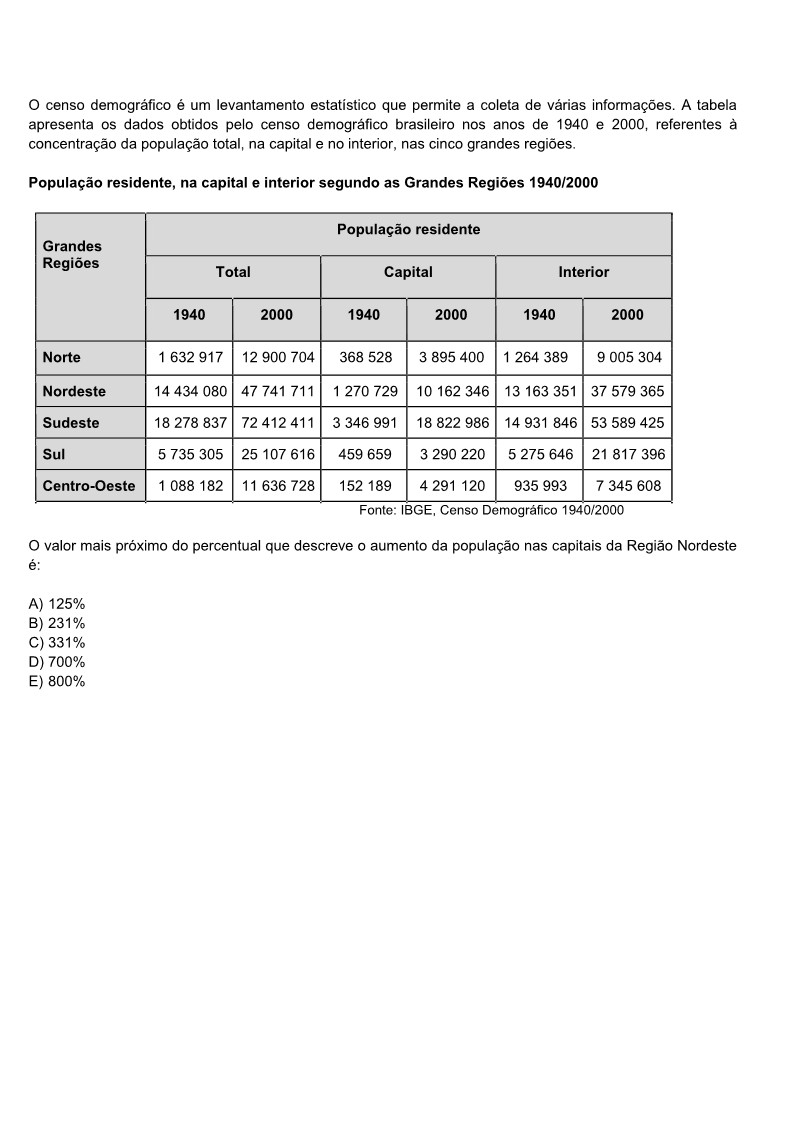 O censo demográfico é um levantamento estatístico que permite a coleta de várias informações. A tabela
apresenta os dados obtidos pelo censo demográfico brasileiro nos anos de 1940 e 2000, referentes à
concentração da população total, na capital e no interior, nas cinco grandes regiões.
População residente, na capital e interior segundo as Grandes Regiões 1940/2000
Grandes
Regiões
População residente
Total Capital Interior
1940 2000 1940 2000 1940 2000
Norte 1 632 917 12 900 704 368 528 3 895 400 1 264 389 9 005 304
Nordeste 14 434 080 47 741 711 1 270 729 10 162 346 13 163 351 37 579 365
Sudeste 18 278 837 72 412 411 3 346 991 18 822 986 14 931 846 53 589 425
Sul 5 735 305 25 107 616 459 659 3 290 220 5 275 646 21 817 396
Centro-Oeste 1 088 182 11 636 728 152 189 4 291 120 935 993 7 345 608
Fonte: IBGE, Censo Demográfico 1940/2000
O valor mais próximo do percentual que descreve o aumento da população nas capitais da Região Nordeste
é:
A) 125%
B) 231%
C) 331%
D) 700%
E) 800%